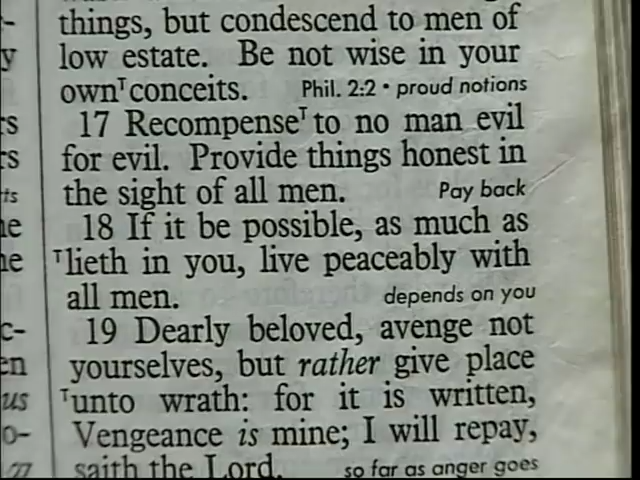 things, but condescend to men of
low estate. Be not wise in your
ownᵀconceits. Phil. 2:2 • proud notions
17 Recompenseᵀto no man evil
for evil. Provide things honest in
the sight of all men. Pay back
18 If it be possible, as much as
ᵀlieth in you, live peaceably with
all men. depends on you
19 Dearly beloved, avenge not
yourselves, but rather give place
ᵀunto wrath: for it is written,
Vengeance is mine; I will repay,
saith the Lord. so far as anger goes